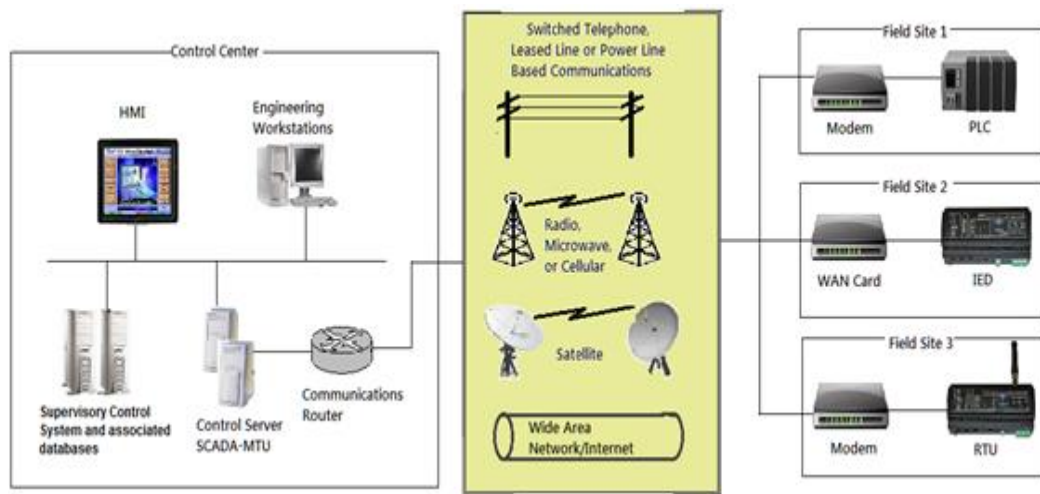 Control Center
HMI
Engineering
Workstations
Supervisory Control
System and associated
databases
Control Server
SCADA-MTU
Communications
Router
Switched Telephone,
Leased Line or Power Line
Based Communications
Radio,
Microwave,
or Cellular
Satellite
Wide Area
Network/Internet
Field Site 1
Modem
PLC
Field Site 2
WAN Card
IED
Field Site 3
Modem
RTU